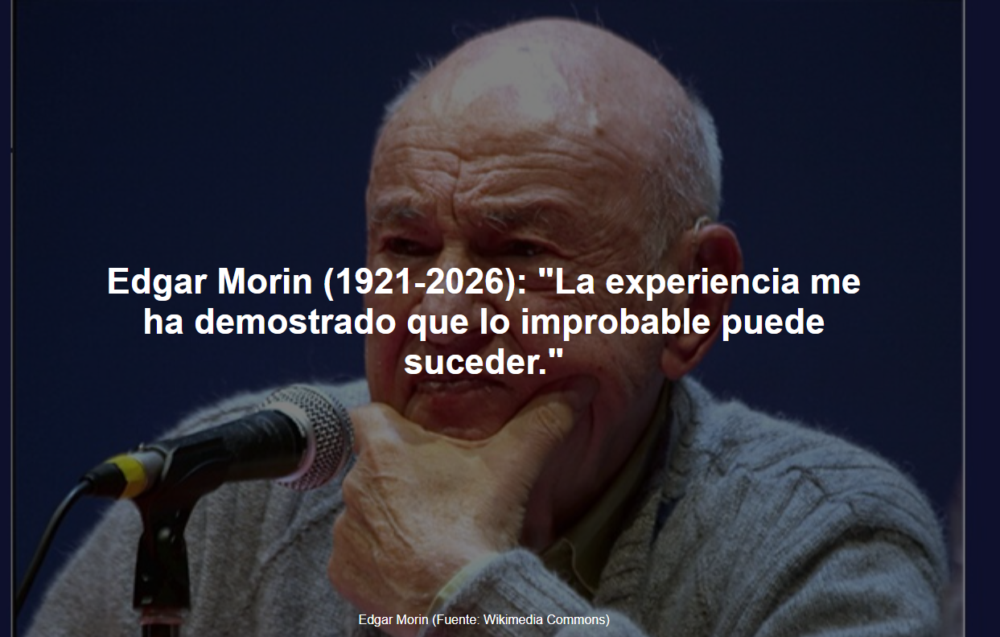 Edgar Morin (1921-2026): "La experiencia me
ha demostrado que lo improbable puede
suceder."
Edgar Morin (Fuente: Wikimedia Commons)